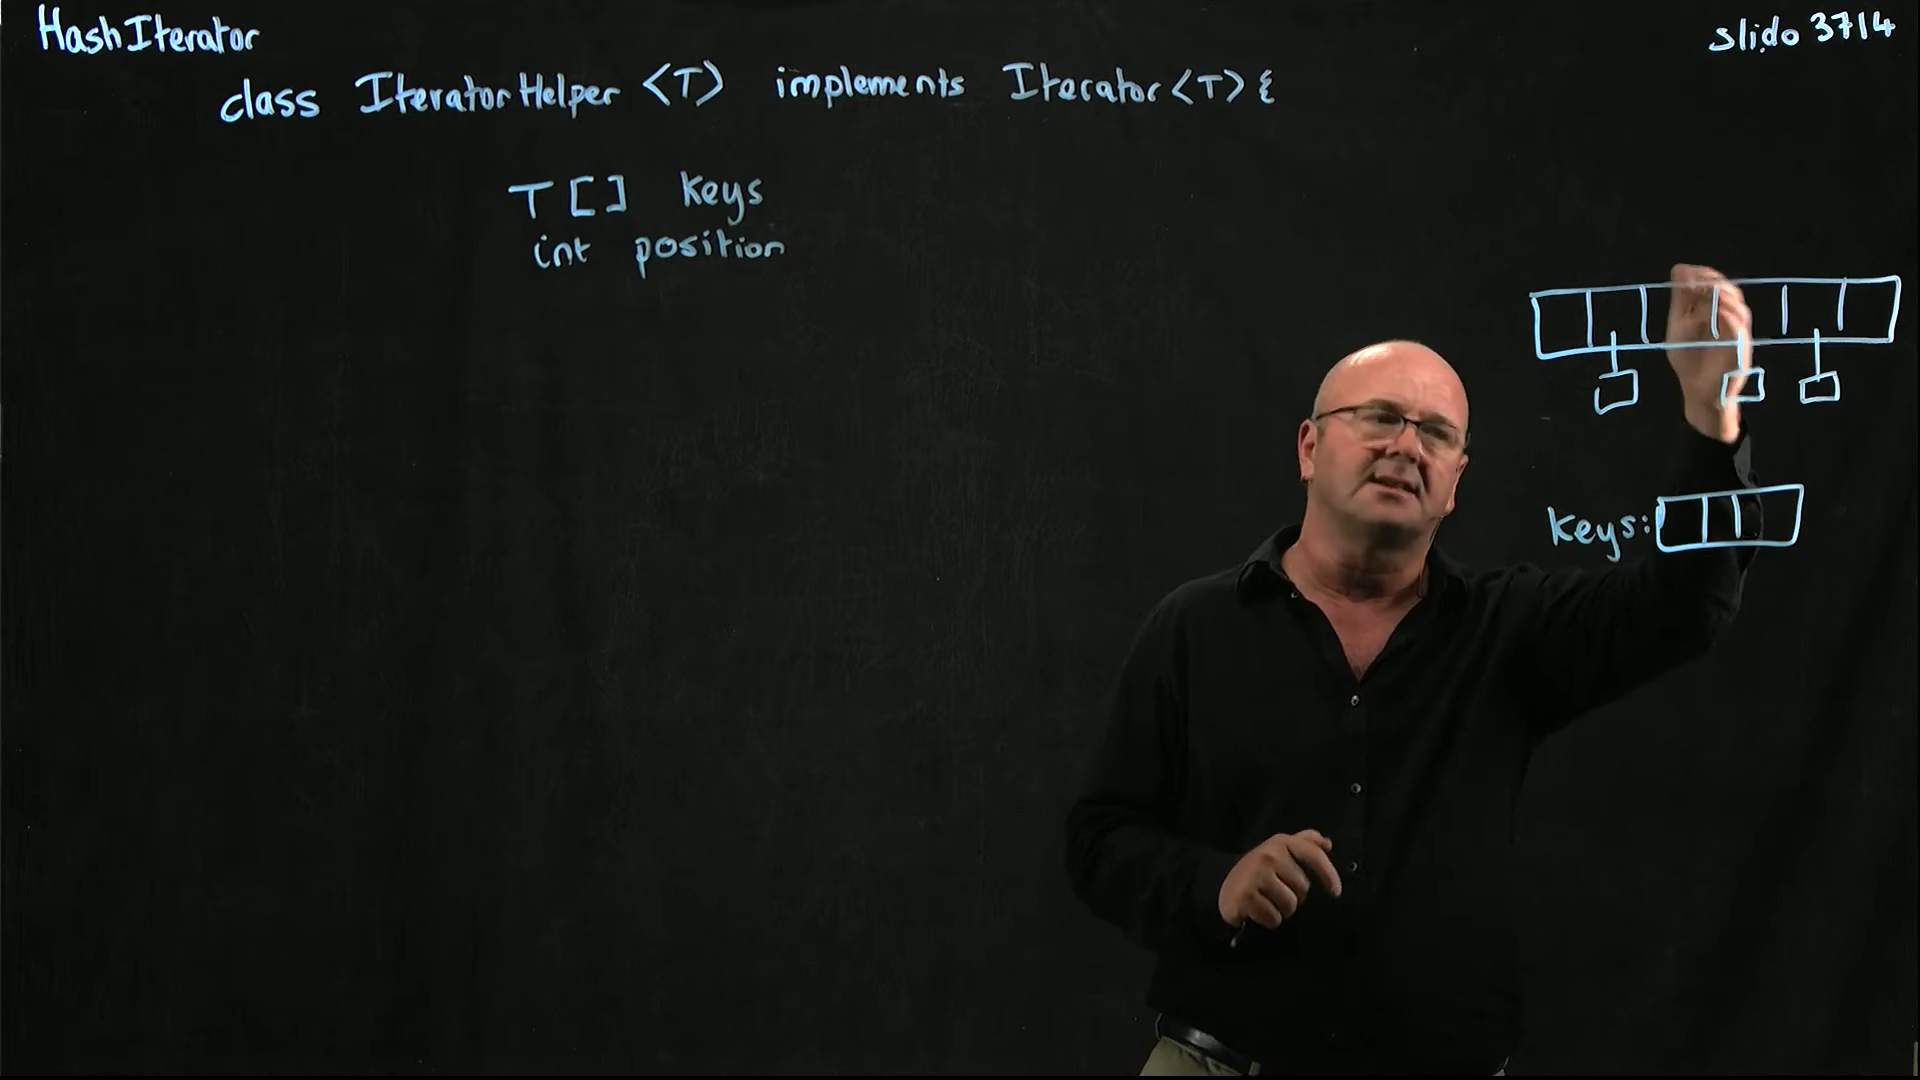 HashIterator
slido 3714
class IteratorHelper <T> implements Iterator<T> {
T [] keys
int position
keys: